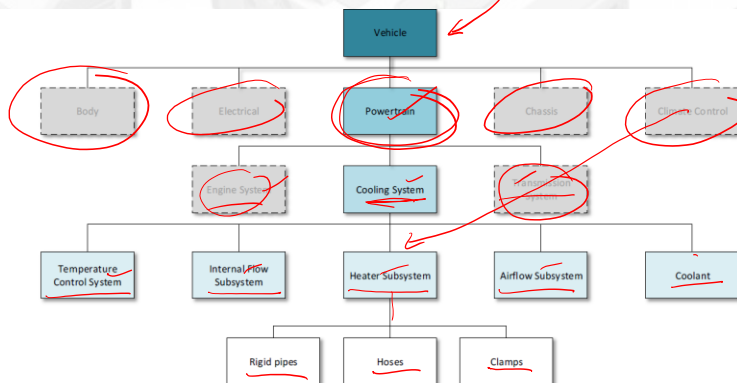 Vehicle
Body
Electrical
Powertrain
Chassis
Climate Control
Engine System
Cooling System
Transmission
System
Temperature
Control System
Internal Flow
Subsystem
Heater Subsystem
Airflow Subsystem
Coolant
Rigid pipes
Hoses
Clamps